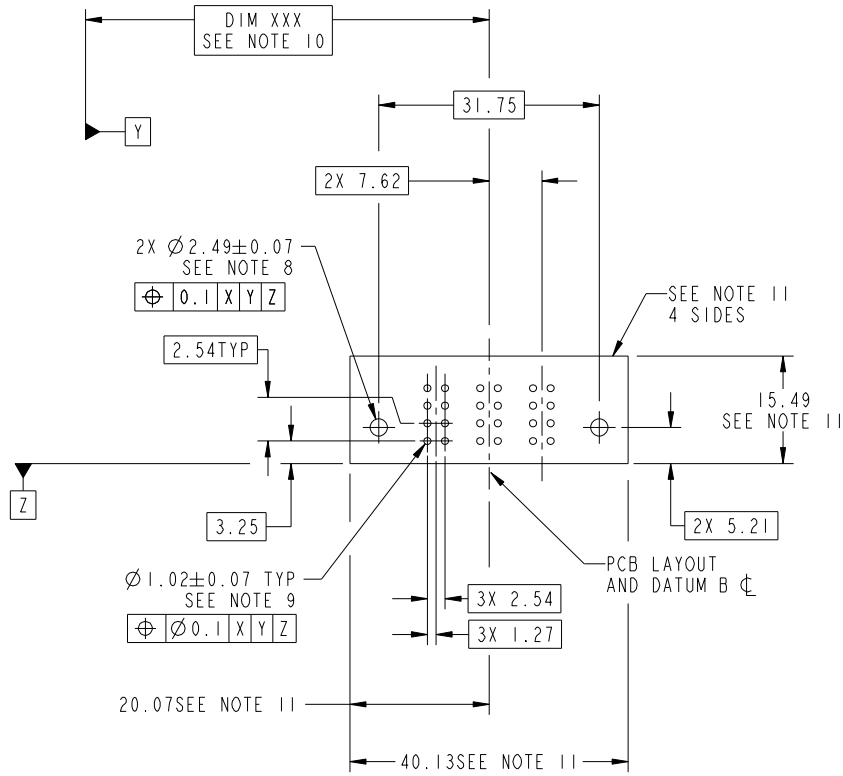 DIM XXX
SEE NOTE 10
31.75
Y
2X 7.62
2X ∅2.49±0.07
SEE NOTE 8
⌖ 0.1 X Y Z
SEE NOTE 11
4 SIDES
2.54TYP
15.49
SEE NOTE 11
Z
3.25
2X 5.21
PCB LAYOUT
AND DATUM B ℄
∅1.02±0.07 TYP
SEE NOTE 9
⌖ ∅0.1 X Y Z
3X 2.54
3X 1.27
20.07SEE NOTE 11
40.13SEE NOTE 11